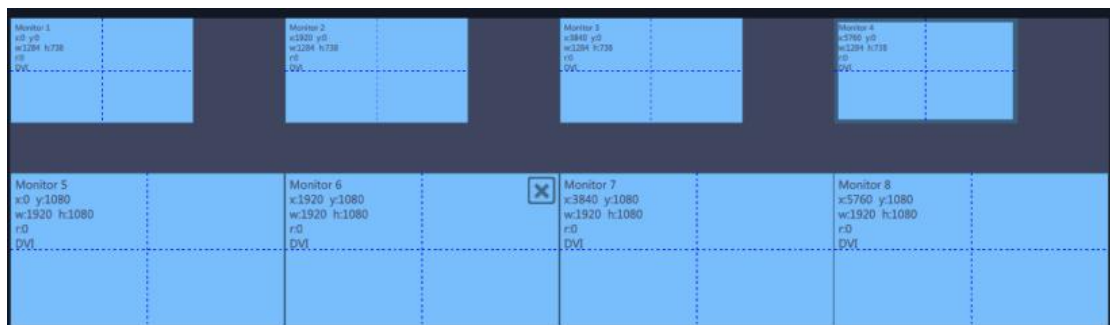 Monitor 1
x:0 y:0
w:1284 h:738
r:0
DVI
Monitor 2
x:1920 y:0
w:1284 h:738
r:0
DVI
Monitor 3
x:3840 y:0
w:1284 h:738
r:0
DVI
Monitor 4
x:5760 y:0
w:1284 h:738
r:0
DVI
Monitor 5
x:0 y:1080
w:1920 h:1080
r:0
DVI
Monitor 6
x:1920 y:1080
w:1920 h:1080
r:0
DVI
Monitor 7
x:3840 y:1080
w:1920 h:1080
r:0
DVI
Monitor 8
x:5760 y:1080
w:1920 h:1080
r:0
DVI